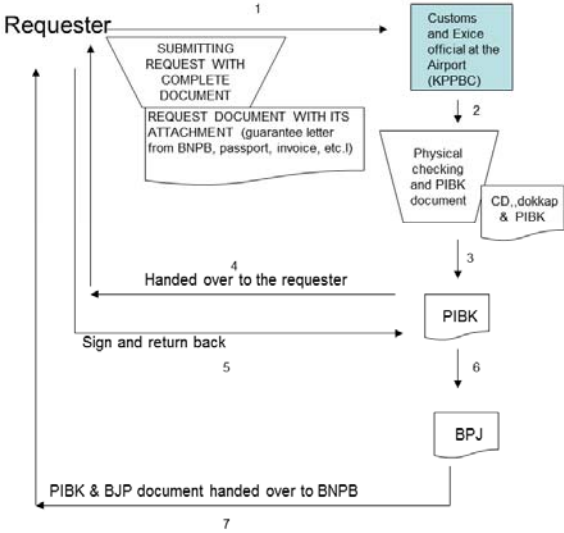 1
Requester
Customs
and Exice
official at the
Airport
(KPPBC)
SUBMITTING
REQUEST WITH
COMPLETE
DOCUMENT
REQUEST DOCUMENT WITH ITS
ATTACHMENT (guarantee letter
from BNPB, passport, invoice, etc.l)
2
Physical
checking
and PIBK
document
CD,,dokkap
& PIBK
3
4
Handed over to the requester
PIBK
Sign and return back
5
6
BPJ
PIBK & BJP document handed over to BNPB
7